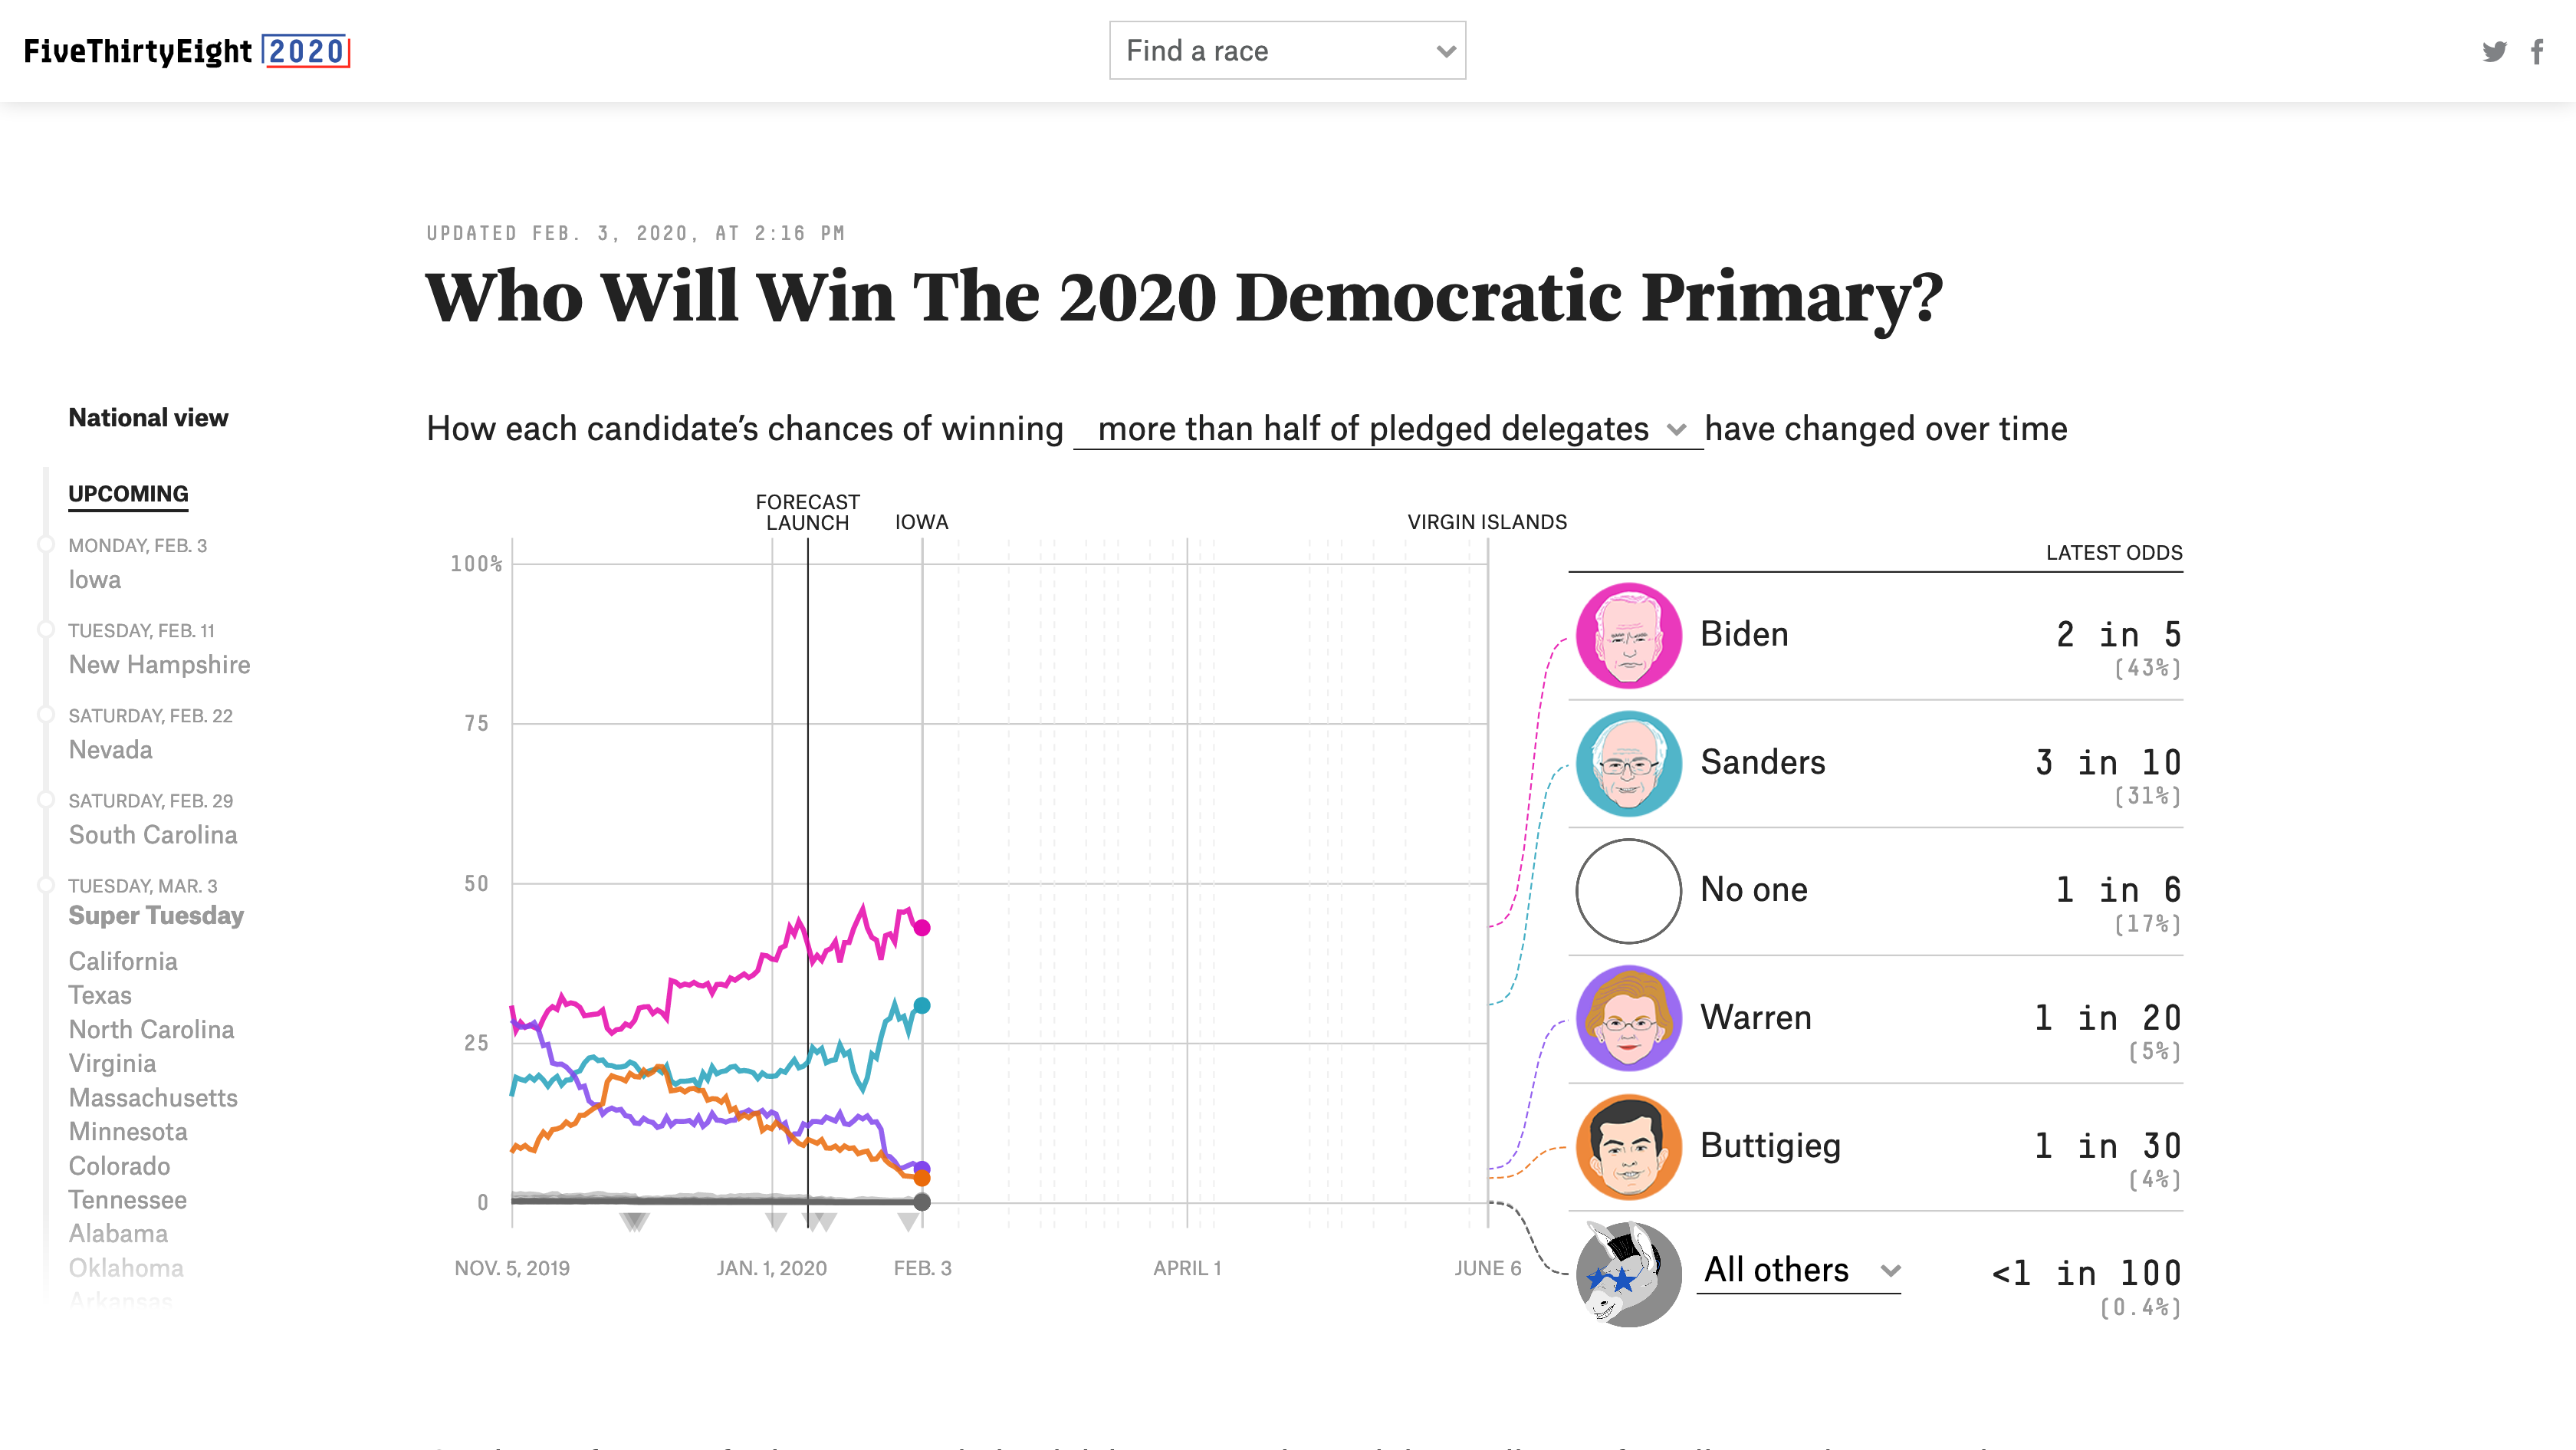 FiveThirtyEight 2020
Find a race
UPDATED FEB. 3, 2020, AT 2:16 PM
Who Will Win The 2020 Democratic Primary?
National view
UPCOMING
MONDAY, FEB. 3
Iowa
TUESDAY, FEB. 11
New Hampshire
SATURDAY, FEB. 22
Nevada
SATURDAY, FEB. 29
South Carolina
TUESDAY, MAR. 3
Super Tuesday
California
Texas
North Carolina
Virginia
Massachusetts
Minnesota
Colorado
Tennessee
Alabama
Oklahoma
Arkansas
How each candidate's chances of winning more than half of pledged delegates have changed over time
FORECAST
LAUNCH
IOWA
VIRGIN ISLANDS
100%
75
50
25
0
NOV. 5, 2019
JAN. 1, 2020
FEB. 3
APRIL 1
JUNE 6
LATEST ODDS
Biden 2 in 5
(43%)
Sanders 3 in 10
(31%)
No one 1 in 6
(17%)
Warren 1 in 20
(5%)
Buttigieg 1 in 30
(4%)
All others <1 in 100
(0.4%)